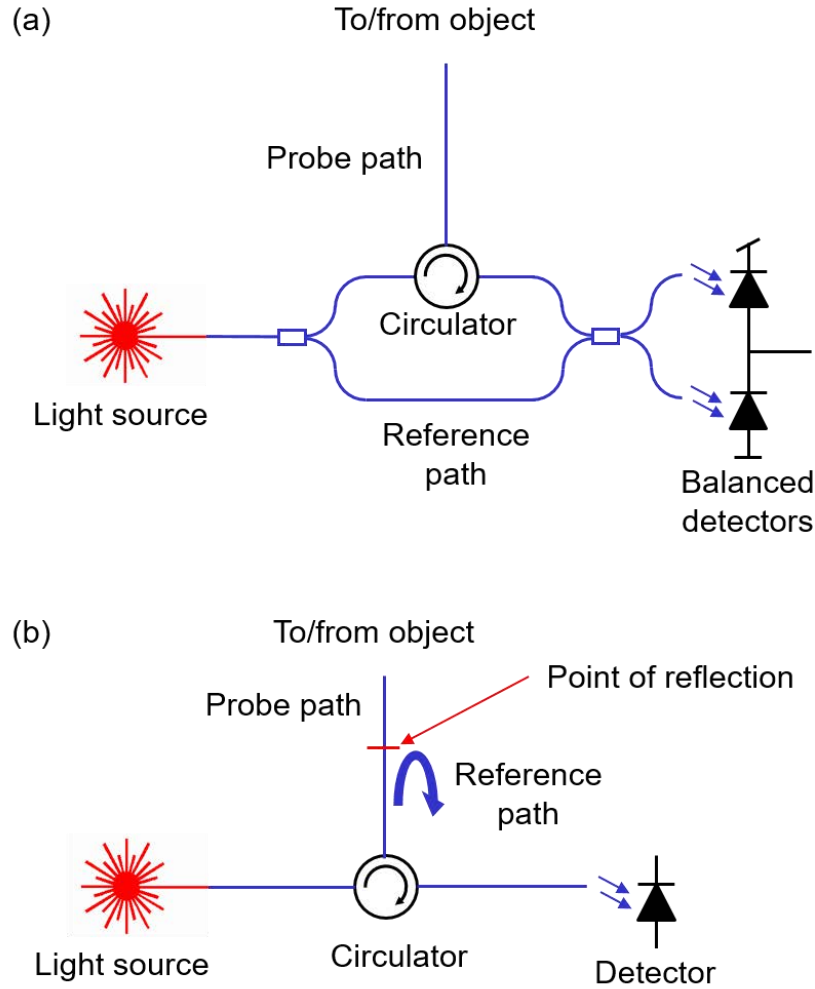 (a)
To/from object
Probe path
Circulator
Light source
Reference
path
Balanced
detectors
(b)
To/from object
Point of reflection
Probe path
Reference
path
Light source
Circulator
Detector